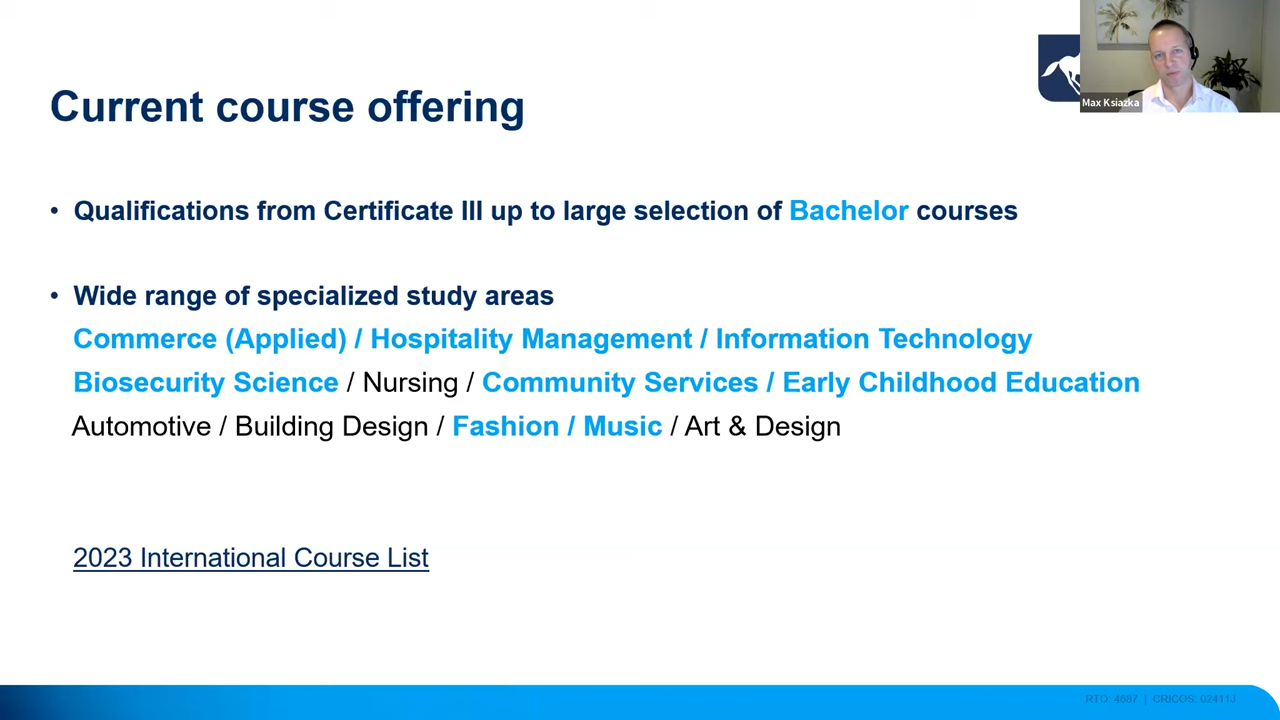 Current course offering
Max Ksiazka
• Qualifications from Certificate III up to large selection of Bachelor courses
• Wide range of specialized study areas
Commerce (Applied) / Hospitality Management / Information Technology
Biosecurity Science / Nursing / Community Services / Early Childhood Education
Automotive / Building Design / Fashion / Music / Art & Design
2023 International Course List
RTO: 4687 | CRICOS: 02411J